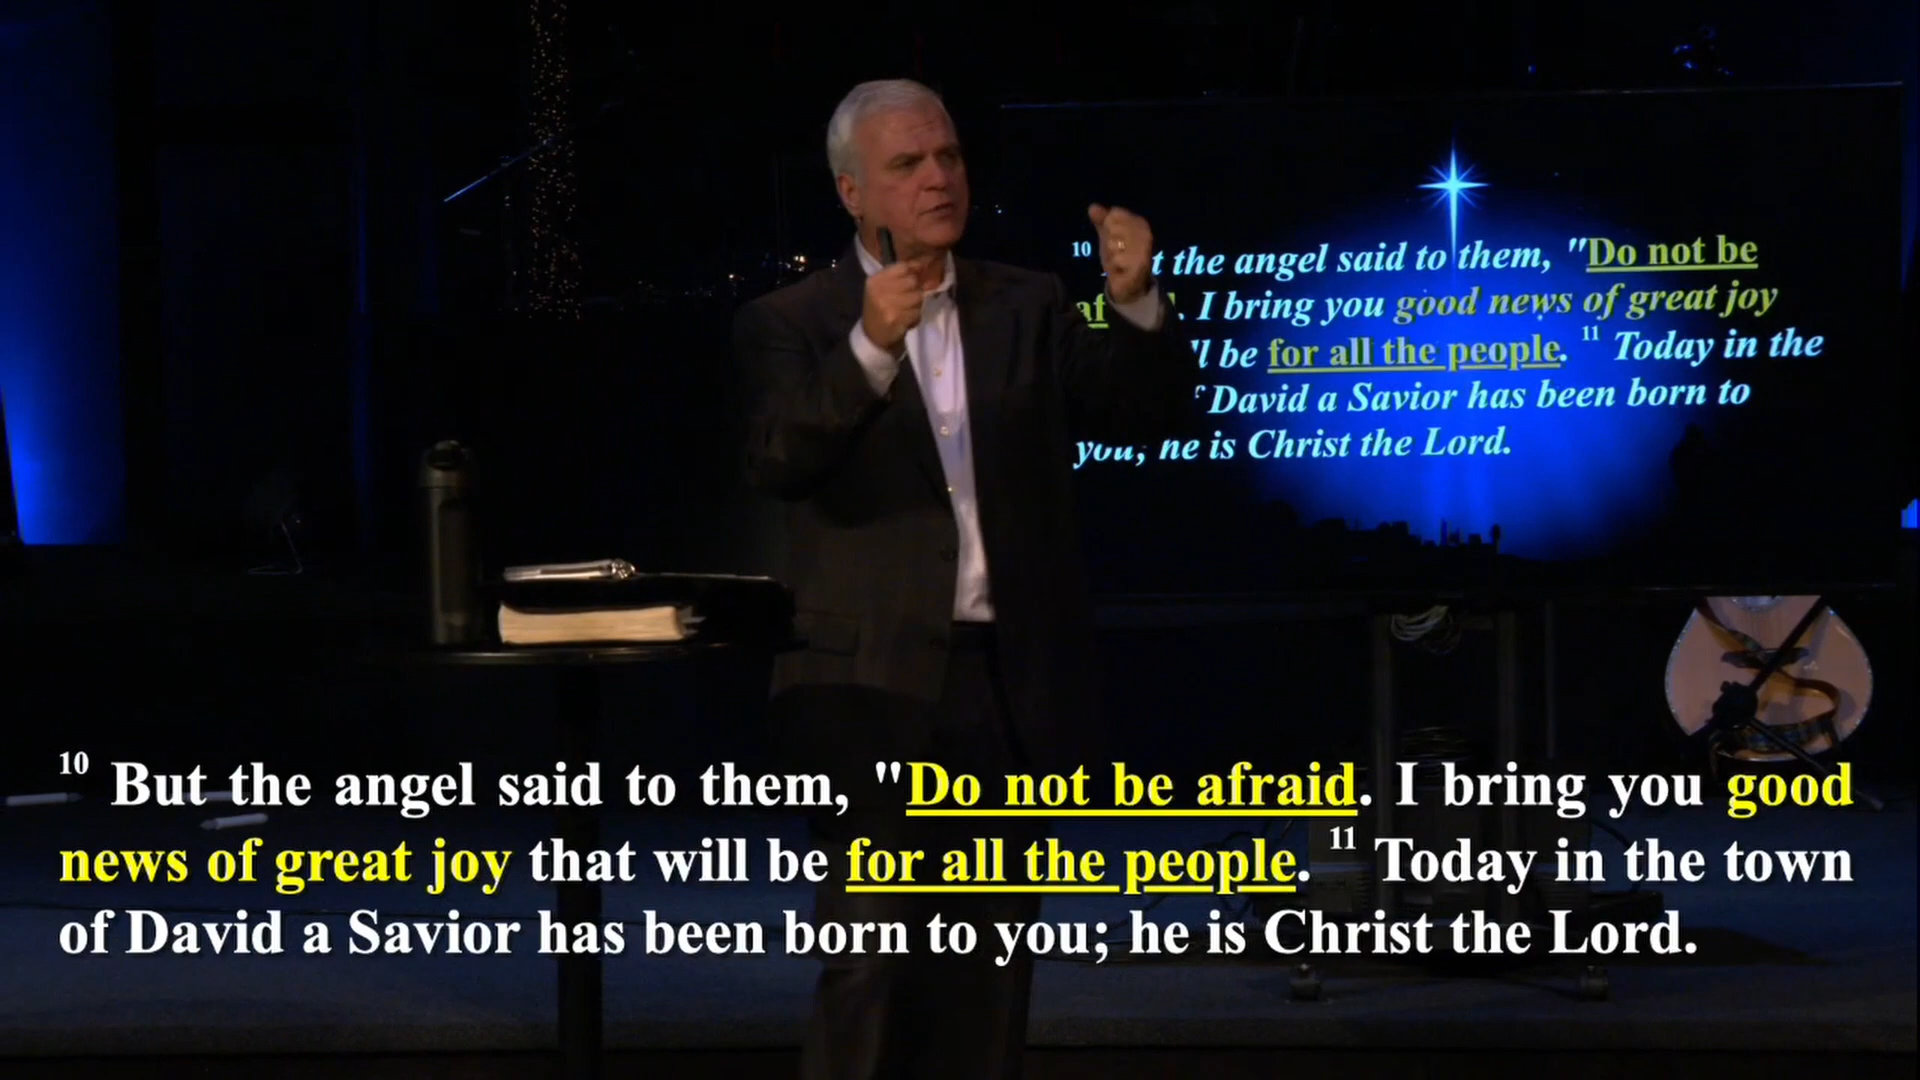 10 t the angel said to them, "Do not be
af . I bring you good news of great joy
'l be for all the people. 11 Today in the
David a Savior has been born to
you; he is Christ the Lord.
10 But the angel said to them, "Do not be afraid. I bring you good
news of great joy that will be for all the people. 11 Today in the town
of David a Savior has been born to you; he is Christ the Lord.